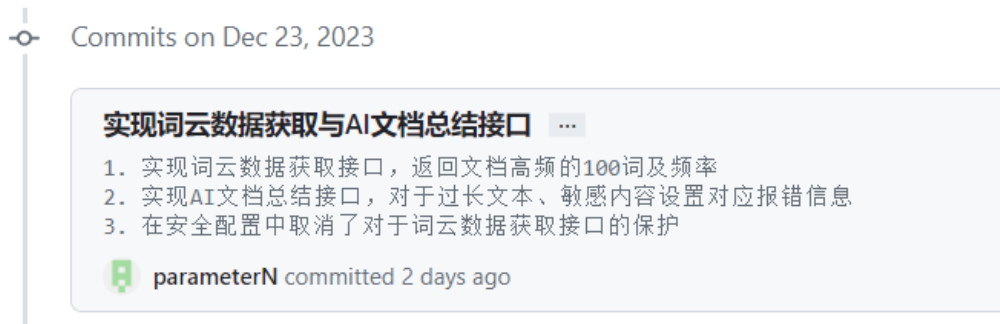 Commits on Dec 23, 2023
实现词云数据获取与AI文档总结接口 ...
1. 实现词云数据获取接口，返回文档高频的100词及频率
2. 实现AI文档总结接口，对于过长文本、敏感内容设置对应报错信息
3. 在安全配置中取消了对于词云数据获取接口的保护
parameterN committed 2 days ago